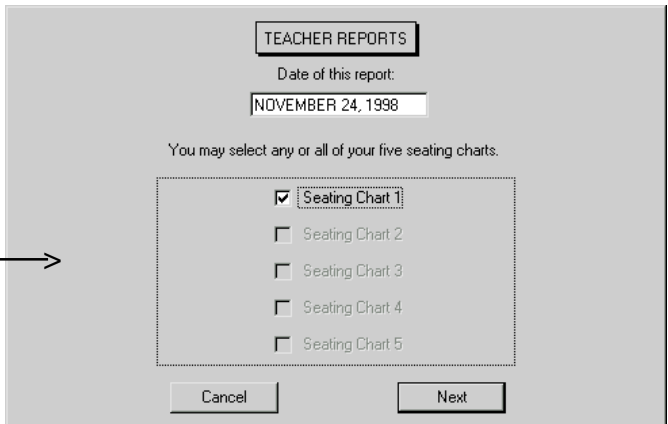 TEACHER REPORTS
Date of this report:
NOVEMBER 24, 1998
You may select any or all of your five seating charts.
Seating Chart 1
Seating Chart 2
Seating Chart 3
Seating Chart 4
Seating Chart 5
Cancel Next